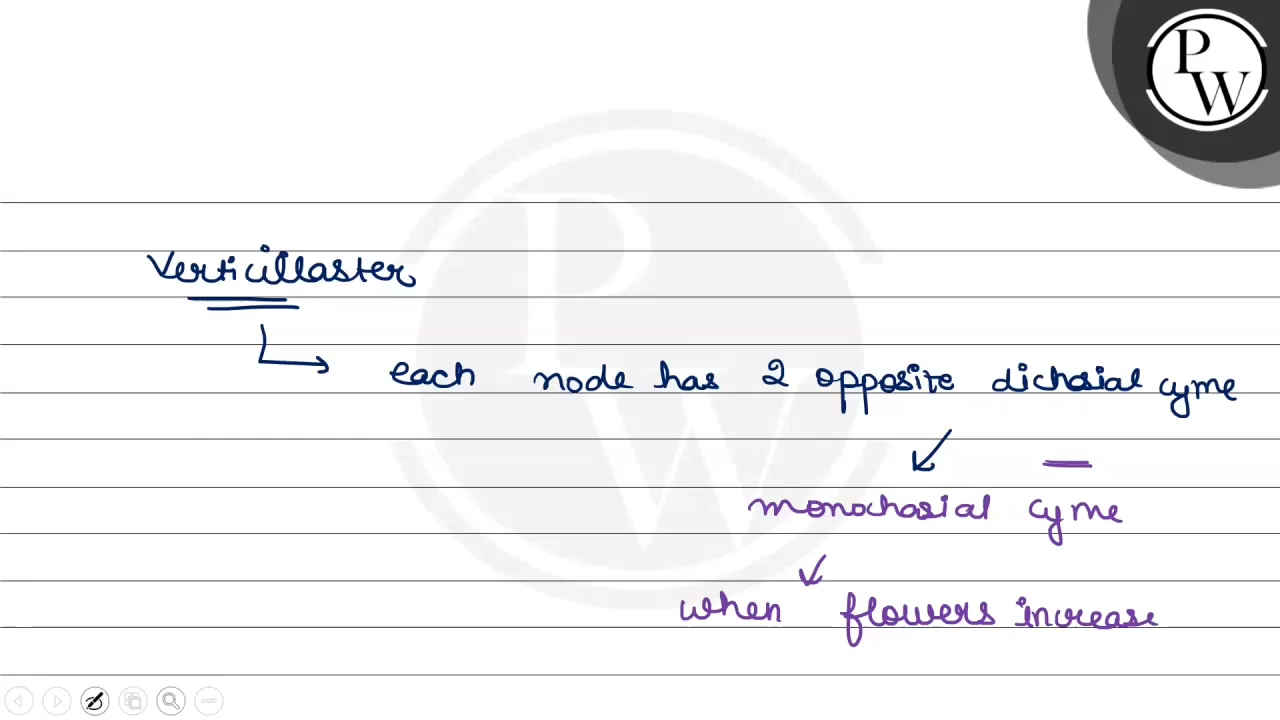 P
W
Verticillaster
each node has 2 opposite dichasial cyme
monochasial cyme
when flowers increase